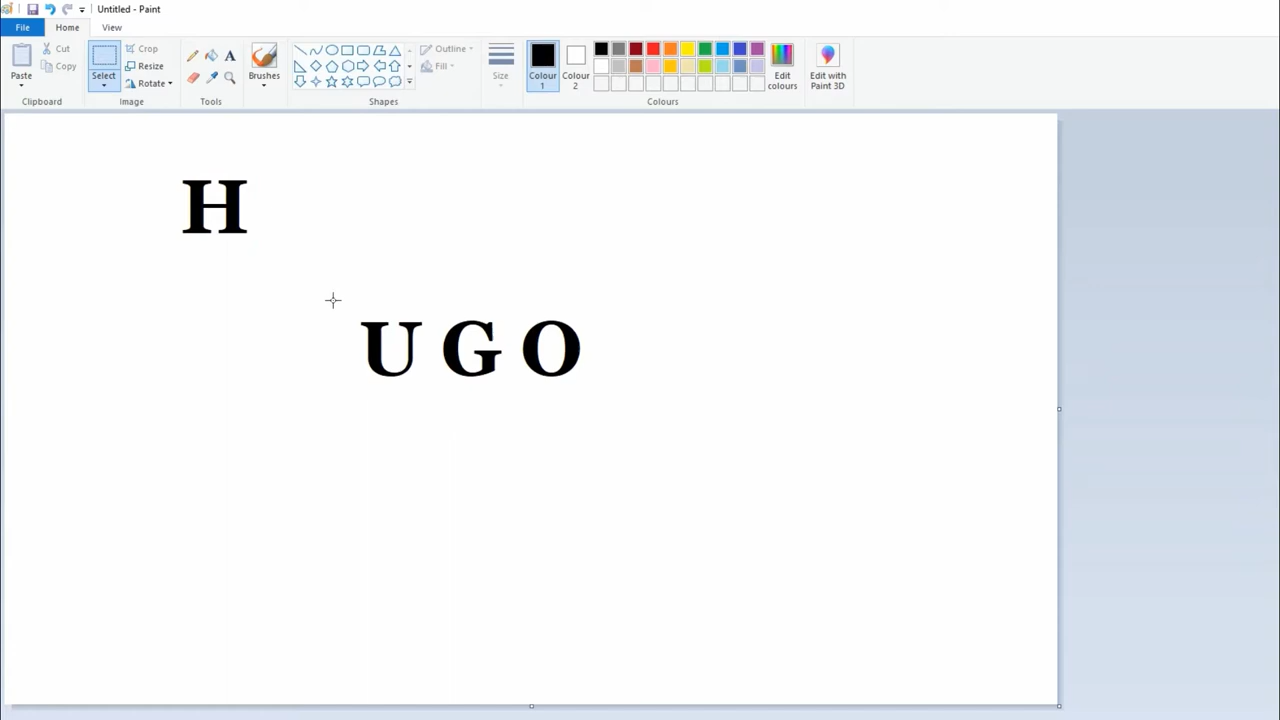 Untitled - Paint
File Home View
Paste
Cut
Copy
Clipboard
Select
Crop
Resize
Rotate
Image
A
Tools
Brushes
Shapes
Outline
Fill
Size
Colour 1
Colour 2
Edit colours
Colours
Edit with Paint 3D
H
U G O